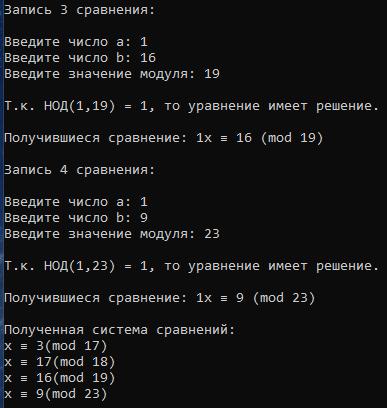 Запись 3 сравнения:
Введите число a: 1
Введите число b: 16
Введите значение модуля: 19
Т.к. НОД(1,19) = 1, то уравнение имеет решение.
Получившиеся сравнение: 1x ≡ 16 (mod 19)
Запись 4 сравнения:
Введите число a: 1
Введите число b: 9
Введите значение модуля: 23
Т.к. НОД(1,23) = 1, то уравнение имеет решение.
Получившиеся сравнение: 1x ≡ 9 (mod 23)
Полученная система сравнений:
x ≡ 3(mod 17)
x ≡ 17(mod 18)
x ≡ 16(mod 19)
x ≡ 9(mod 23)